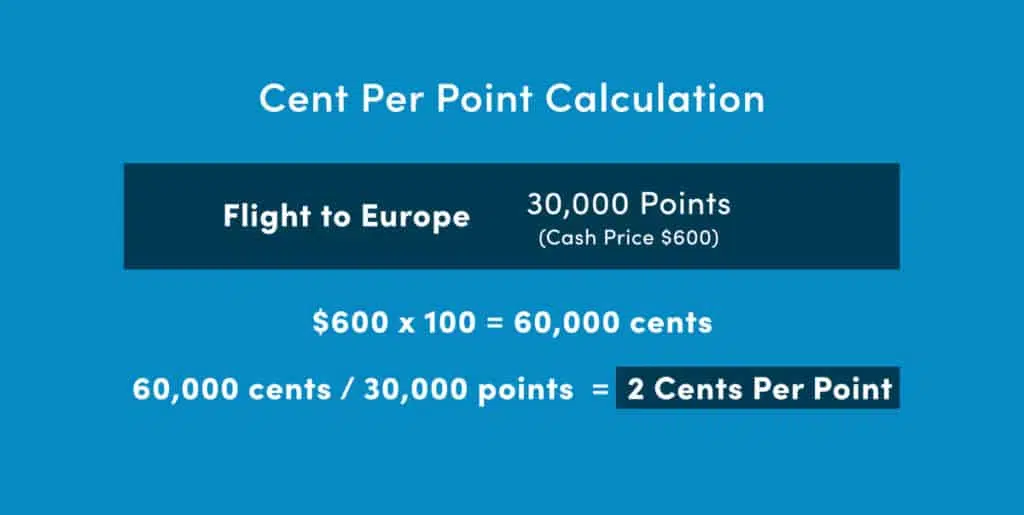 Cent Per Point Calculation
Flight to Europe
30,000 Points
(Cash Price $600)
$600 x 100 = 60,000 cents
60,000 cents / 30,000 points = 2 Cents Per Point